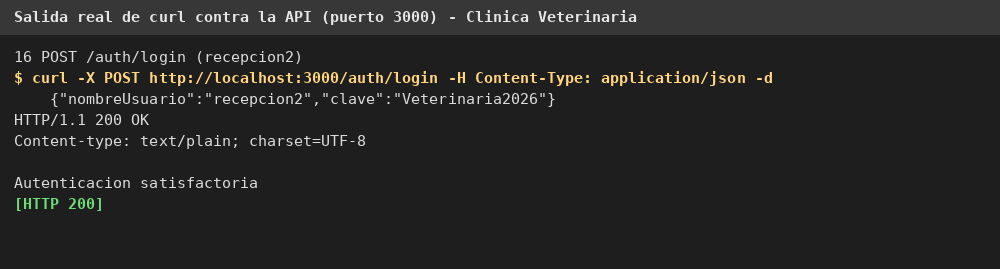 Salida real de curl contra la API (puerto 3000) - Clinica Veterinaria
16 POST /auth/login (recepcion2)
$ curl -X POST http://localhost:3000/auth/login -H Content-Type: application/json -d
{"nombreUsuario":"recepcion2","clave":"Veterinaria2026"}
HTTP/1.1 200 OK
Content-type: text/plain; charset=UTF-8
Autenticacion satisfactoria
[HTTP 200]